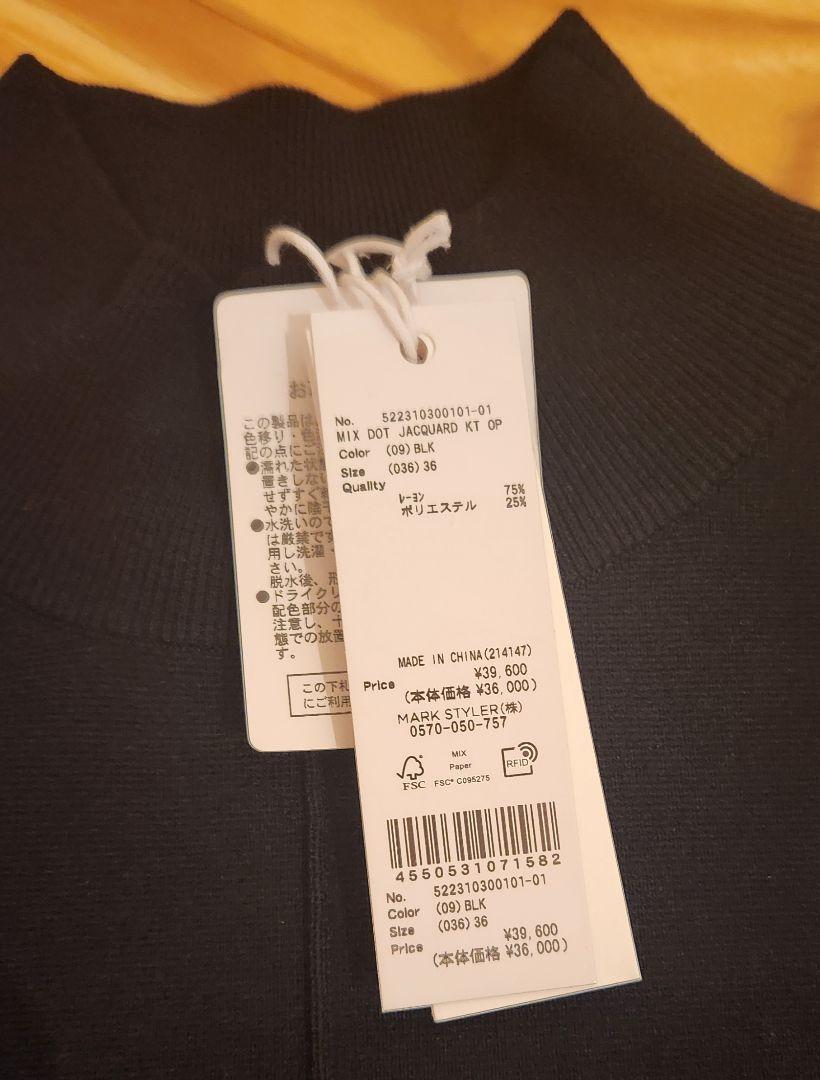 お
この製品は
色移り・色
記の点にご
●濡れた状
置きしない
せずすぐ
やかに陰干
●水洗いので
は厳禁です
用し洗濯
さい。
脱水後、形
●ドライクリ
配色部分の
注意し、十
態での放置
す。
この下札
にご利用
No. 522310300101-01
MIX DOT JACQUARD KT OP
Color (09)BLK
Size (036)36
Quality
レーヨン 75%
ポリエステル 25%
MADE IN CHINA(214147)
Price ¥39,600
(本体価格 ¥36,000)
MARK STYLER(株)
0570-050-757
FSC
MIX
Paper
FSC® C095275
RFID
4550531071582
No. 522310300101-01
Color (09)BLK
Size (036)36
Price ¥39,600
(本体価格 ¥36,000)